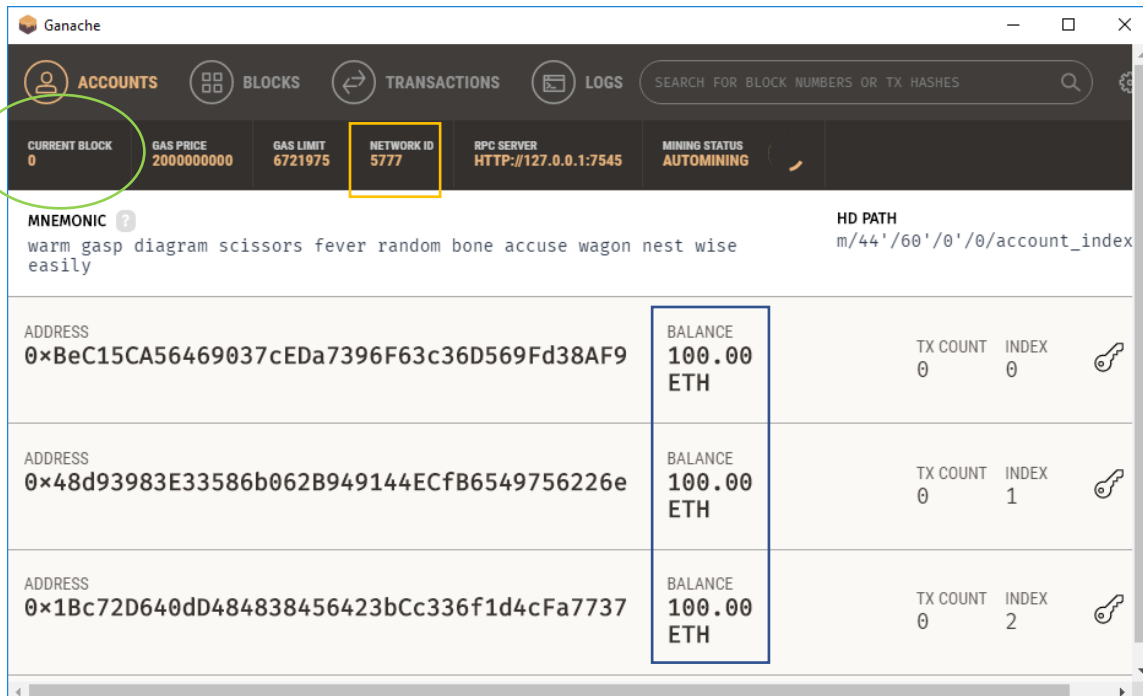 Ganache
ACCOUNTS BLOCKS TRANSACTIONS LOGS SEARCH FOR BLOCK NUMBERS OR TX HASHES
CURRENT BLOCK GAS PRICE GAS LIMIT NETWORK ID RPC SERVER MINING STATUS
0 2000000000 6721975 5777 HTTP://127.0.0.1:7545 AUTOMINING
MNEMONIC ? HD PATH
warm gasp diagram scissors fever random bone accuse wagon nest wise m/44'/60'/0'/0/account_index
easily
ADDRESS BALANCE TX COUNT INDEX
0×BeC15CA56469037cEDa7396F63c36D569Fd38AF9 100.00 0 0
ETH
ADDRESS BALANCE TX COUNT INDEX
0×48d93983E33586b062B949144ECfB6549756226e 100.00 0 1
ETH
ADDRESS BALANCE TX COUNT INDEX
0×1Bc72D640dD484838456423bCc336f1d4cFa7737 100.00 0 2
ETH